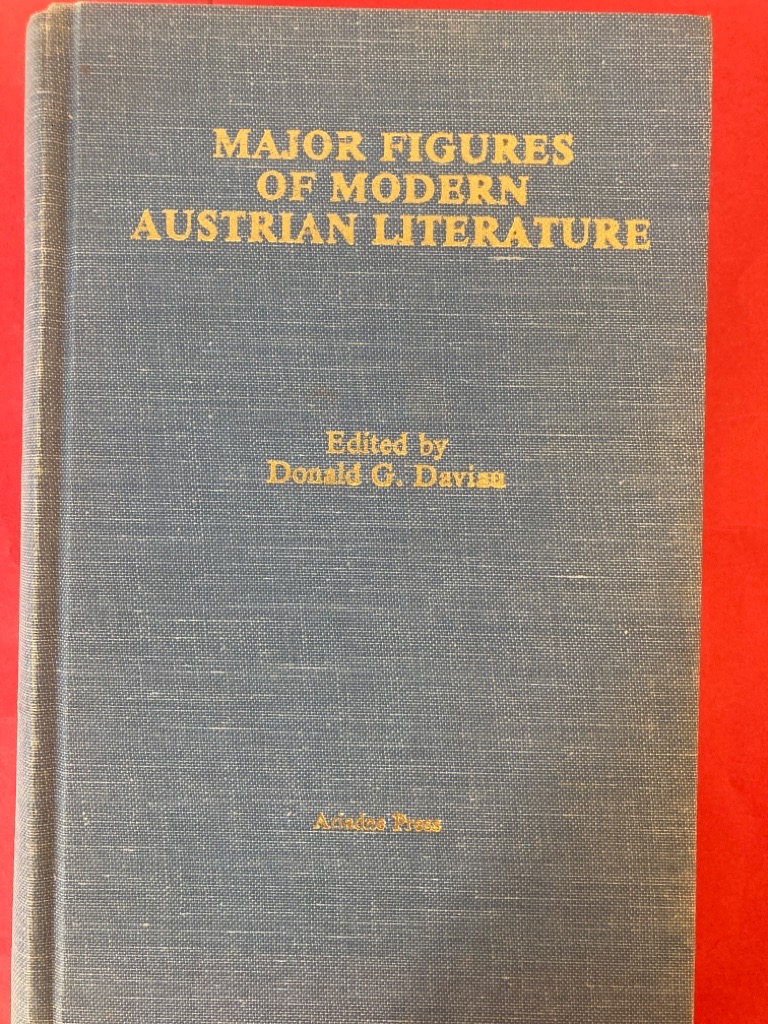 MAJOR FIGURES
OF MODERN
AUSTRIAN LITERATURE
Edited by
Donald G. Daviau
Ariadne Press